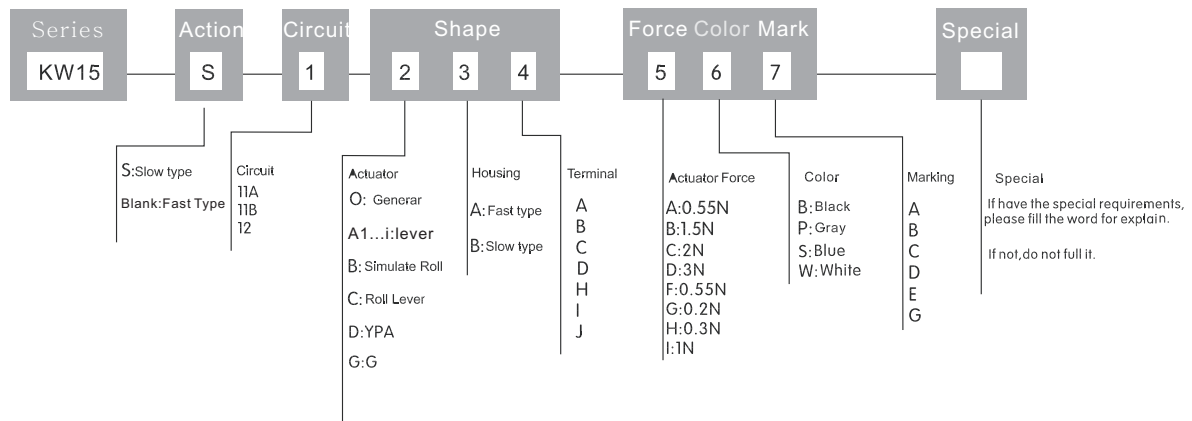 Series
Action
Circuit
Shape
Force Color Mark
Special
KW15
S
1
2
3
4
5
6
7
S:Slow type
Blank:Fast Type
Circuit
11A
11B
12
Actuator
O: Generar
A1...i:lever
B: Simulate Roll
C: Roll Lever
D:YPA
G:G
Housing
A: Fast type
B: Slow type
Terminal
A
B
C
D
H
I
J
Actuator Force
A:0.55N
B:1.5N
C:2N
D:3N
F:0.55N
G:0.2N
H:0.3N
I:1N
Color
B:Black
P:Gray
S:Blue
W:White
Marking
A
B
C
D
E
G
Special
If have the special requirements,
please fill the word for explain.
If not,do not full it.